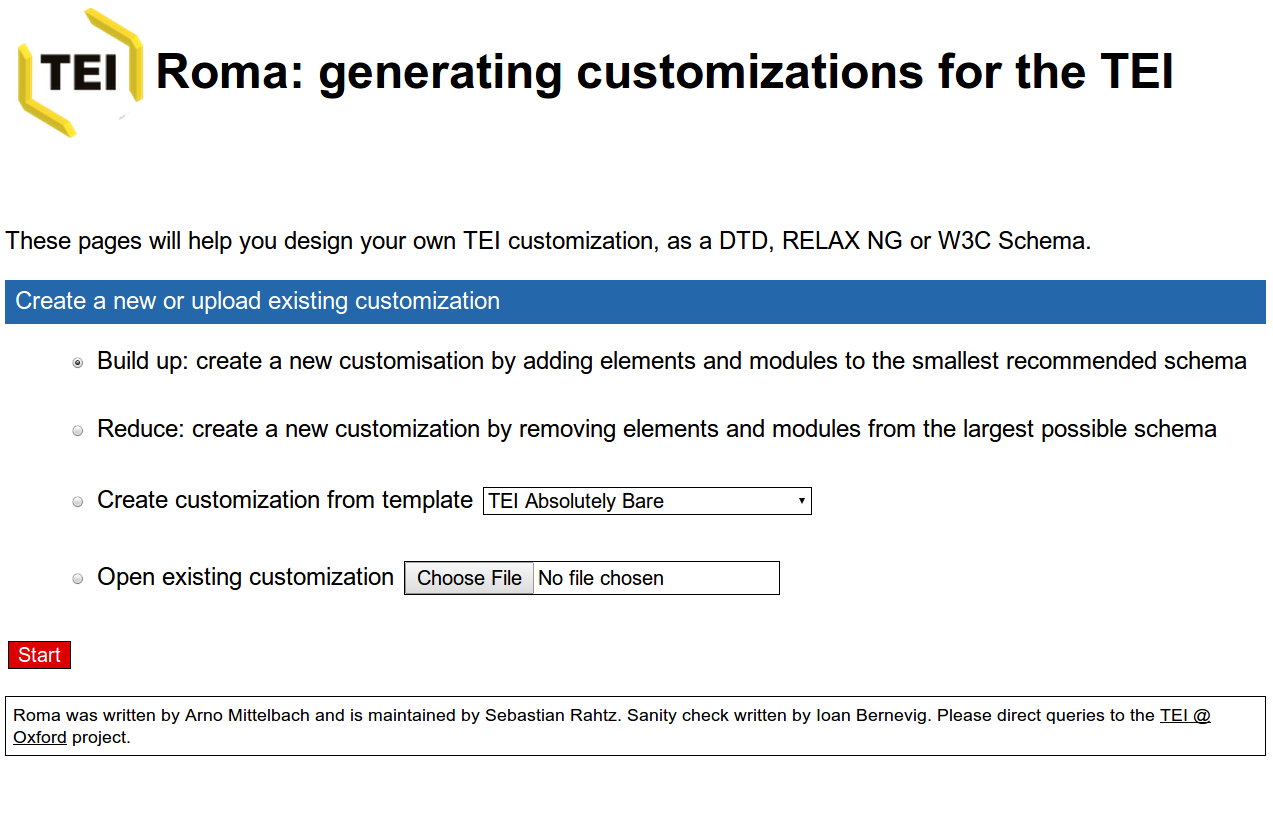 TEI
Roma: generating customizations for the TEI
These pages will help you design your own TEI customization, as a DTD, RELAX NG or W3C Schema.
Create a new or upload existing customization
Build up: create a new customisation by adding elements and modules to the smallest recommended schema
Reduce: create a new customization by removing elements and modules from the largest possible schema
Create customization from template TEI Absolutely Bare
Open existing customization Choose File No file chosen
Start
Roma was written by Arno Mittelbach and is maintained by Sebastian Rahtz. Sanity check written by Ioan Bernevig. Please direct queries to the TEI @
Oxford project.